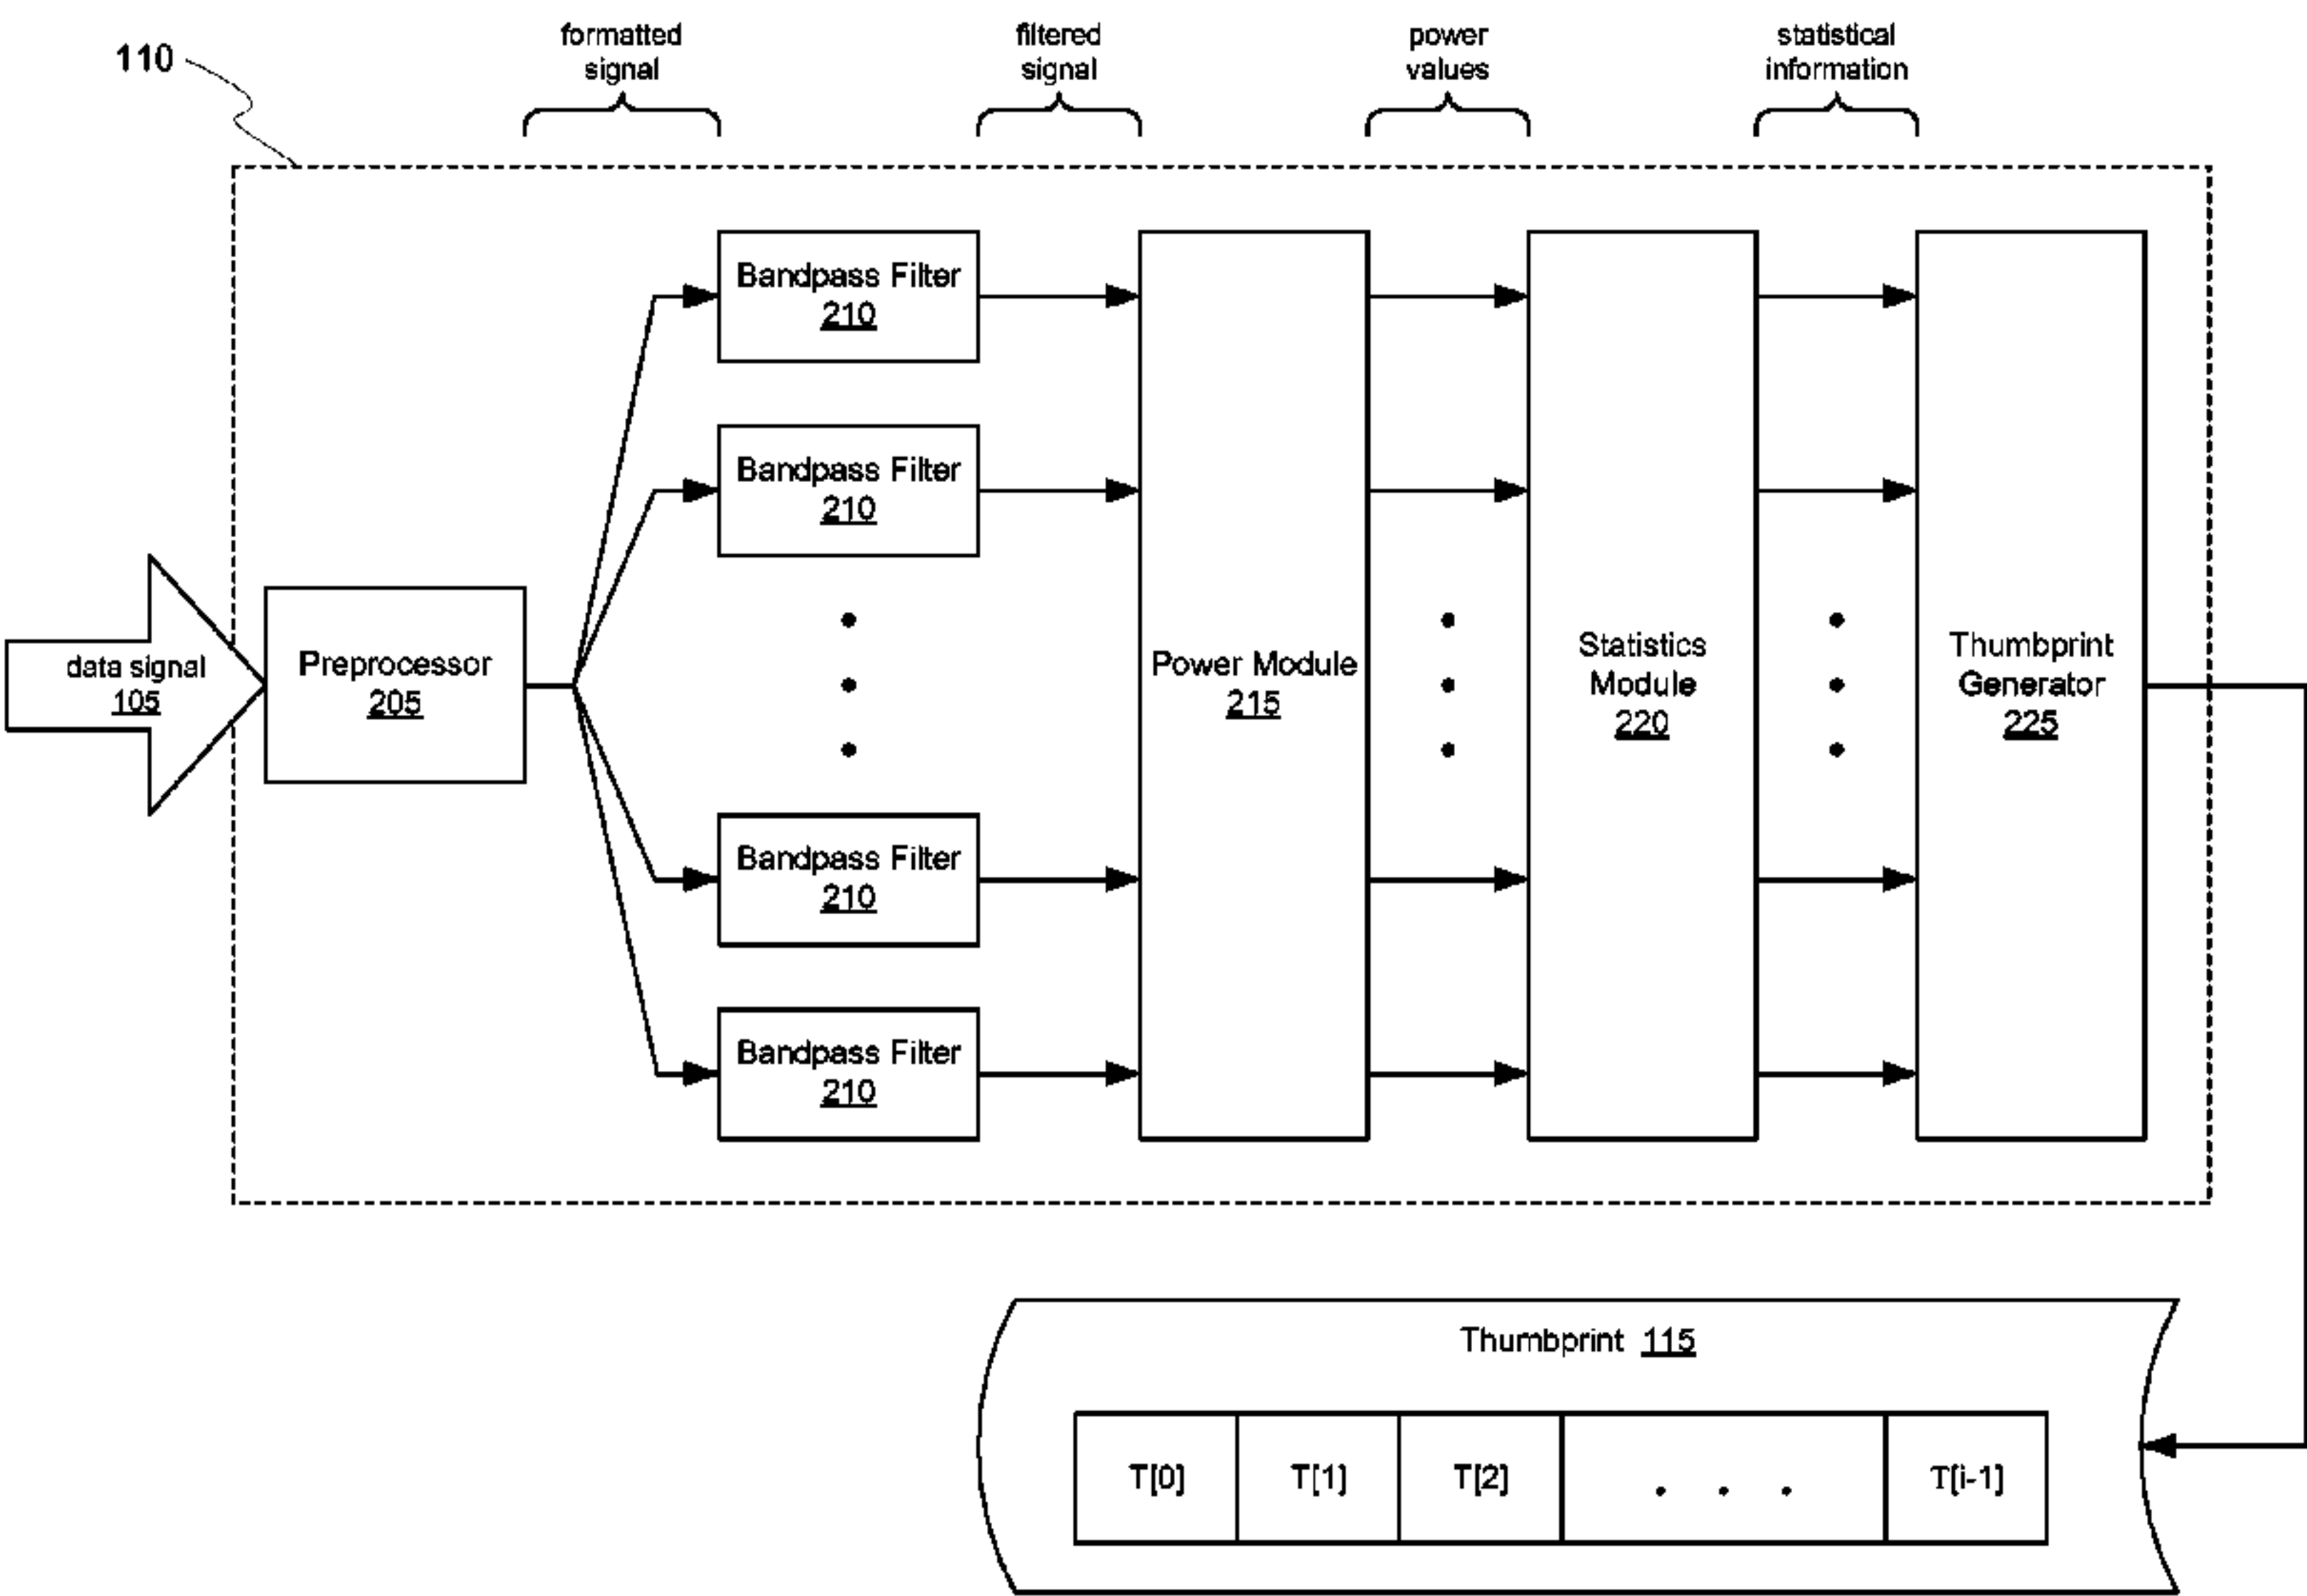 110
formatted
signal
filtered
signal
power
values
statistical
information
data signal
105
Preprocessor
205
Bandpass Filter
210
Bandpass Filter
210
Bandpass Filter
210
Bandpass Filter
210
Power Module
215
Statistics
Module
220
Thumbprint
Generator
225
Thumbprint 115
T[0] T[1] T[2] . . . T[i-1]